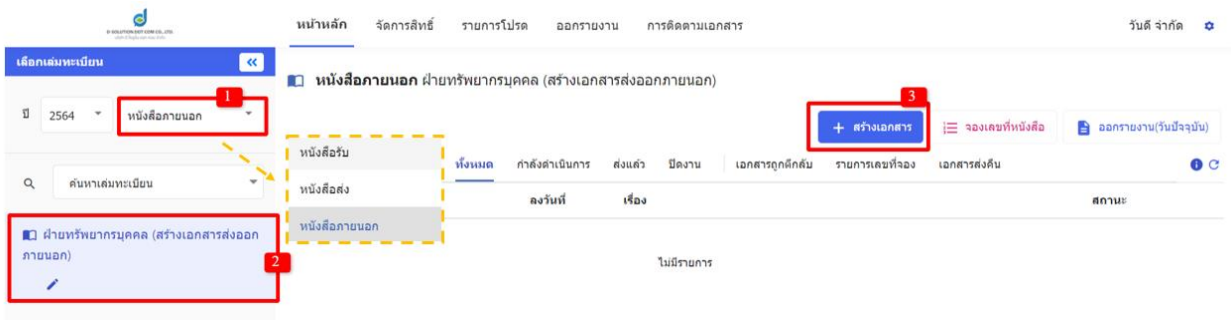 D-SOLUTION DOT COM CO., LTD.
หน้าหลัก จัดการสิทธิ์ รายการโปรด ออกรายงาน การติดตามเอกสาร วันดี จำกัด
เลือกเล่มทะเบียน
หนังสือภายนอก ฝ่ายทรัพยากรบุคคล (สร้างเอกสารส่งออกภายนอก)
1
3
ปี 2564 หนังสือภายนอก
+ สร้างเอกสาร จองเลขที่หนังสือ ออกรายงาน(วันปัจจุบัน)
หนังสือรับ
ทั้งหมด กำลังดำเนินการ ส่งแล้ว ปิดงาน เอกสารถูกตีกลับ รายการเลขที่จอง เอกสารส่งคืน
ค้นหาเล่มทะเบียน
หนังสือส่ง
ลงวันที่ เรื่อง สถานะ
หนังสือภายนอก
ฝ่ายทรัพยากรบุคคล (สร้างเอกสารส่งออก
ภายนอก)
2
ไม่มีรายการ